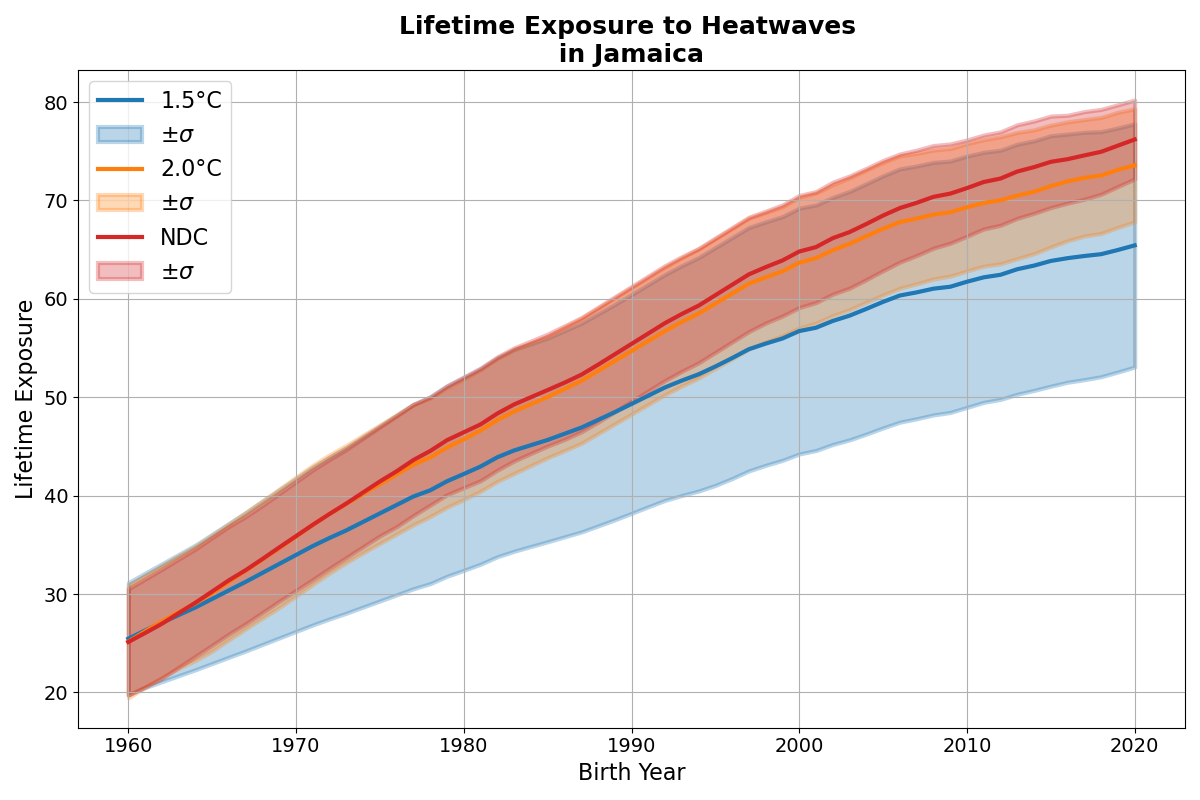 Lifetime Exposure to Heatwaves
in Jamaica
1.5°C
±σ
2.0°C
±σ
NDC
±σ
Lifetime Exposure
80
70
60
50
40
30
20
1960
1970
1980
1990
2000
2010
2020
Birth Year